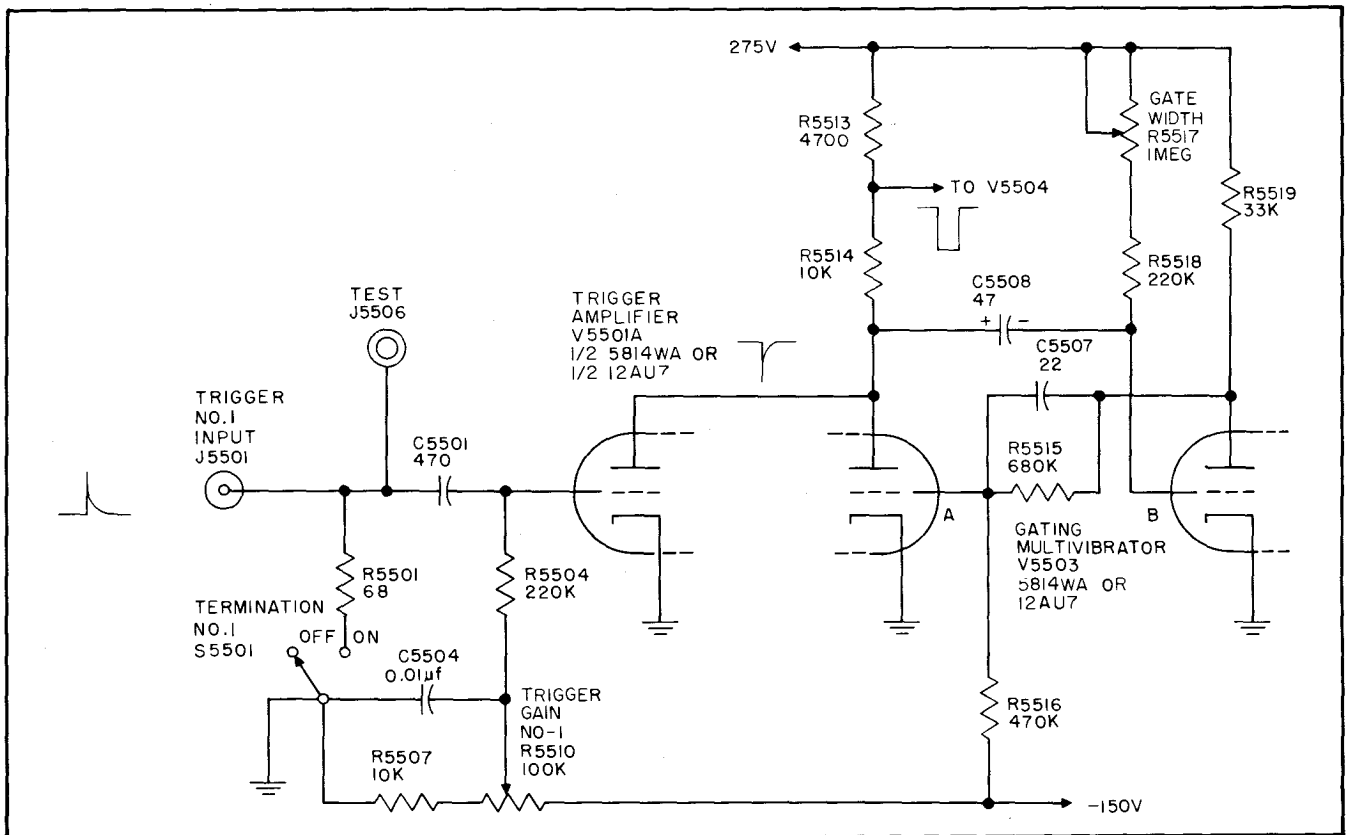 275V
R5513
4700
GATE
WIDTH
R5517
1MEG
TO V5504
R5519
33K
R5514
10K
R5518
220K
C5508
47
+ -
TEST
J5506
TRIGGER
AMPLIFIER
V5501A
1/2 5814WA OR
1/2 12AU7
C5507
22
TRIGGER
NO.1
INPUT
J5501
C5501
470
R5515
680K
A
B
GATING
MULTIVIBRATOR
V5503
5814WA OR
12AU7
R5501
68
R5504
220K
TERMINATION
NO.1
S5501
OFF ON
C5504
0.01µf
TRIGGER
GAIN
NO-1
R5510
100K
R5516
470K
R5507
10K
-150V